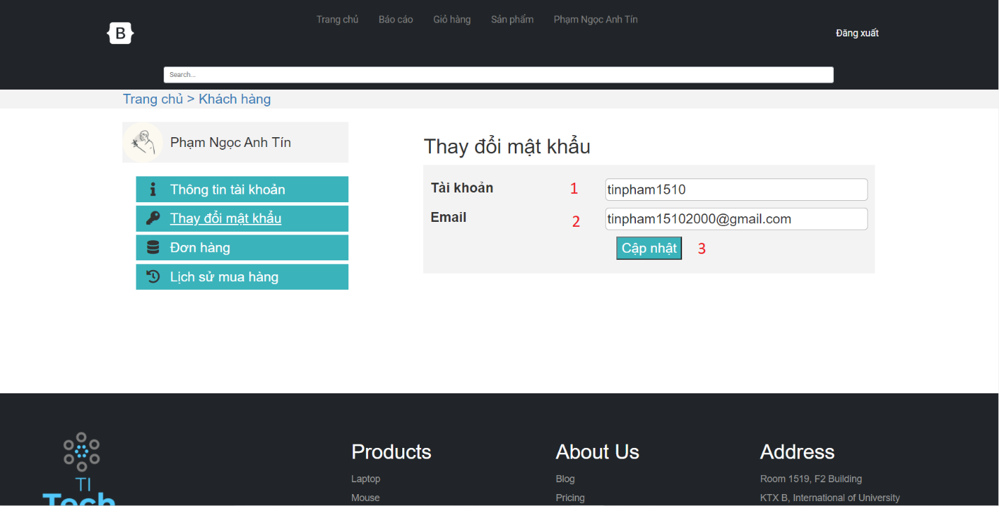 Trang chủ Báo cáo Giỏ hàng Sản phẩm Phạm Ngọc Anh Tín
B
Đăng xuất
Search...
Trang chủ > Khách hàng
Phạm Ngọc Anh Tín
Thông tin tài khoản
Thay đổi mật khẩu
Đơn hàng
Lịch sử mua hàng
Thay đổi mật khẩu
Tài khoản 1 tinpham1510
Email 2 tinpham15102000@gmail.com
Cập nhật 3
TI
Tech
Products
Laptop
Mouse
About Us
Blog
Pricing
Address
Room 1519, F2 Building
KTX B, International of University